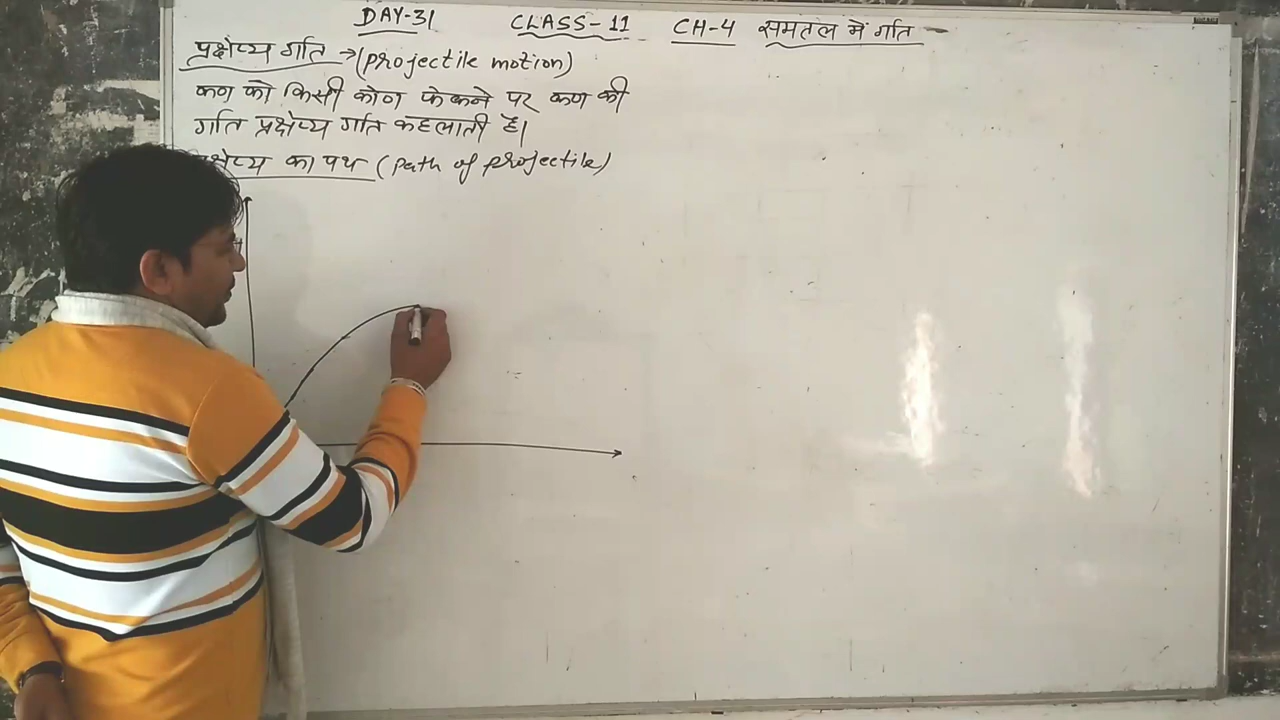 DAY-31 CLASS-11 CH-4 समतल में गति
प्रक्षेप्य गति → (projectile motion)
कण को किसी कोण फेकने पर कण की
गति प्रक्षेप्य गति कहलाती है।
का पथ (Path of projectile)